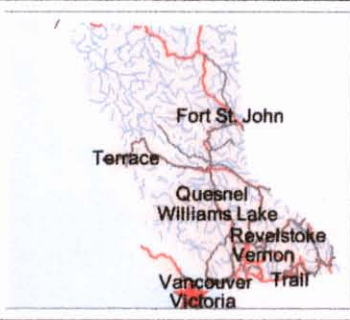 Fort St. John
Terrace
Quesnel
Williams Lake
Revelstoke
Vernon
Vancouver Trail
Victoria